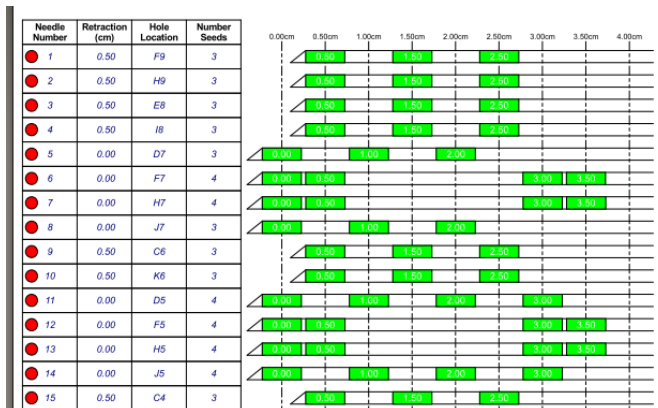 Needle Number Retraction (cm) Hole Location Number Seeds 0.00cm 0.50cm 1.00cm 1.50cm 2.00cm 2.50cm 3.00cm 3.50cm 4.00cm
1 0.50 F9 3 0.50 1.50 2.50
2 0.50 H9 3 0.50 1.50 2.50
3 0.50 E8 3 0.50 1.50 2.50
4 0.50 I8 3 0.50 1.50 2.50
5 0.00 D7 3 0.00 1.00 2.00
6 0.00 F7 4 0.00 0.50 3.00 3.50
7 0.00 H7 4 0.00 0.50 3.00 3.50
8 0.00 J7 3 0.00 1.00 2.00
9 0.50 C6 3 0.50 1.50 2.50
10 0.50 K6 3 0.50 1.50 2.50
11 0.00 D5 4 0.00 1.00 2.00 3.00
12 0.00 F5 4 0.00 0.50 3.00 3.50
13 0.00 H5 4 0.00 0.50 3.00 3.50
14 0.00 J5 4 0.00 1.00 2.00 3.00
15 0.50 C4 3 0.50 1.50 2.50